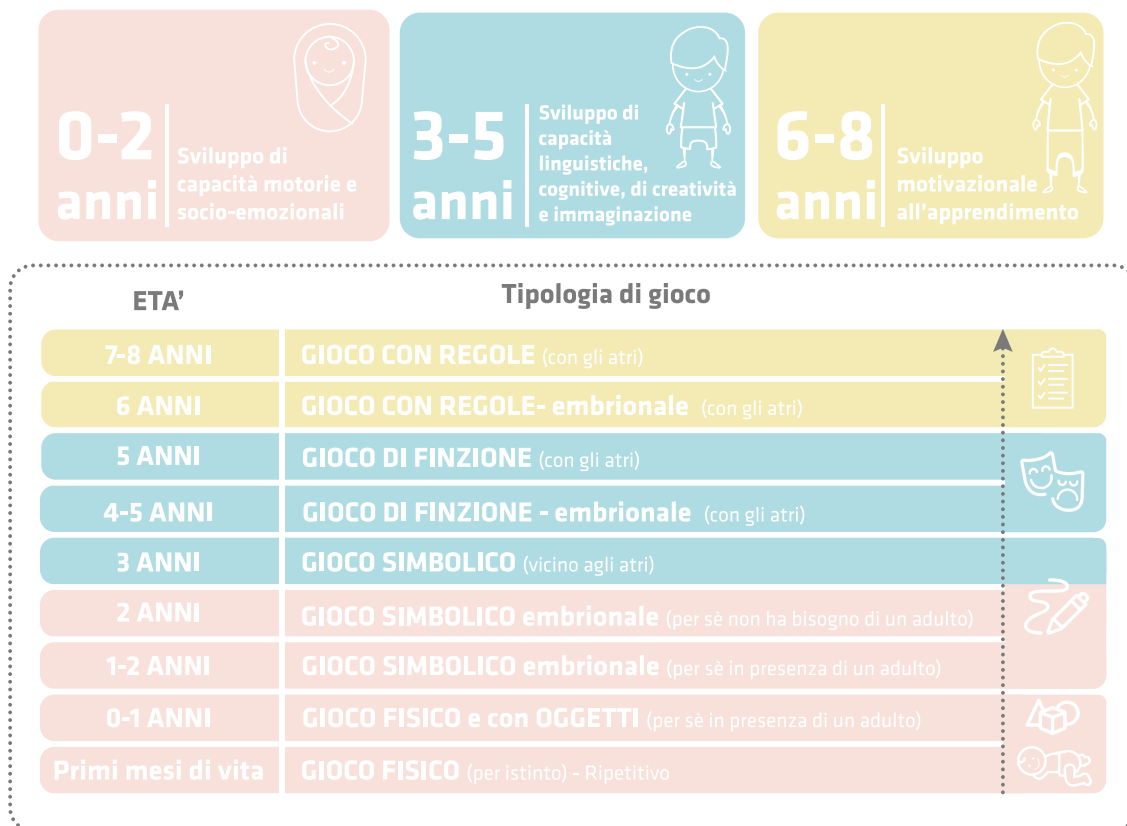 0-2
anni
Sviluppo di
capacità motorie e
socio-emozionali
3-5
anni
Sviluppo di
capacità
linguistiche,
cognitive, di creatività
e immaginazione
6-8
anni
Sviluppo
motivazionale
all'apprendimento
ETA' Tipologia di gioco
7-8 ANNI GIOCO CON REGOLE (con gli atri)
6 ANNI GIOCO CON REGOLE- embrionale (con gli atri)
5 ANNI GIOCO DI FINZIONE (con gli atri)
4-5 ANNI GIOCO DI FINZIONE - embrionale (con gli atri)
3 ANNI GIOCO SIMBOLICO (vicino agli atri)
2 ANNI GIOCO SIMBOLICO embrionale (per sè non ha bisogno di un adulto)
1-2 ANNI GIOCO SIMBOLICO embrionale (per sè in presenza di un adulto)
0-1 ANNI GIOCO FISICO e con OGGETTI (per sè in presenza di un adulto)
Primi mesi di vita GIOCO FISICO (per istinto) - Ripetitivo